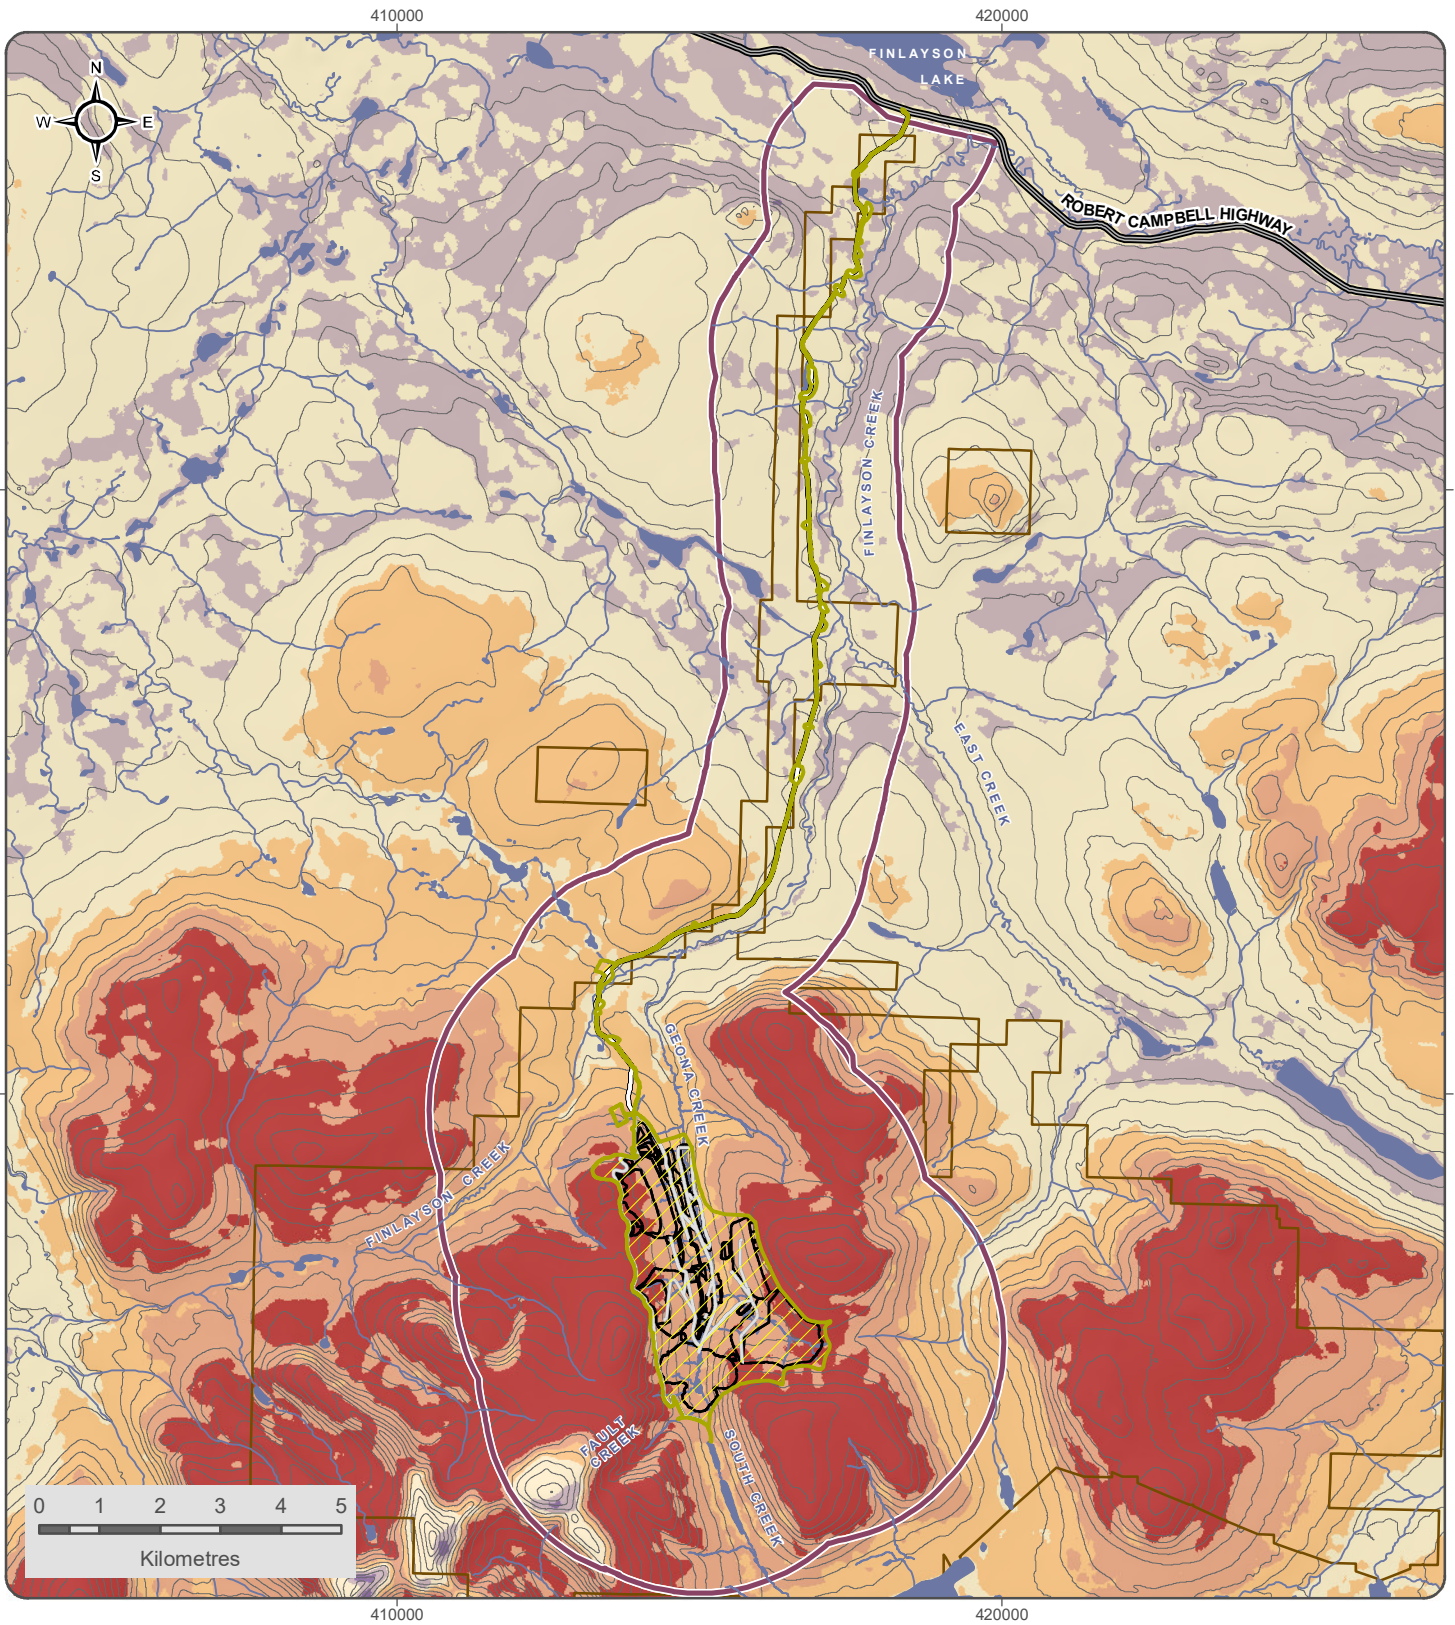 410000 420000
N
W E
S
FINLAYSON
LAKE
ROBERT CAMPBELL HIGHWAY
FINLAYSON CREEK
EAST CREEK
GEONA CREEK
FINLAYSON CREEK
FAULT
CREEK
SOUTH CREEK
0 1 2 3 4 5
Kilometres
410000 420000